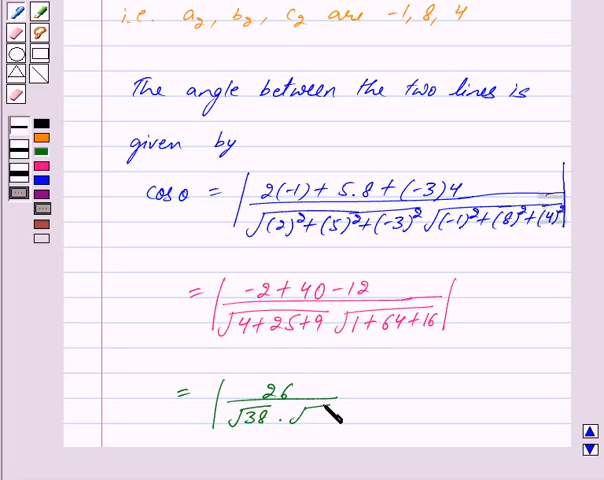 i.e. a₂, b₂, c₂ are -1, 8, 4
The angle between the two lines is
given by
cos θ = | 2(-1) + 5.8 + (-3)4 / √(2)²+(5)²+(-3)² √(-1)²+(8)²+(4)² |
= | -2 + 40 - 12 / √4+25+9 √1+64+16 |
= | 26 / √38 . √